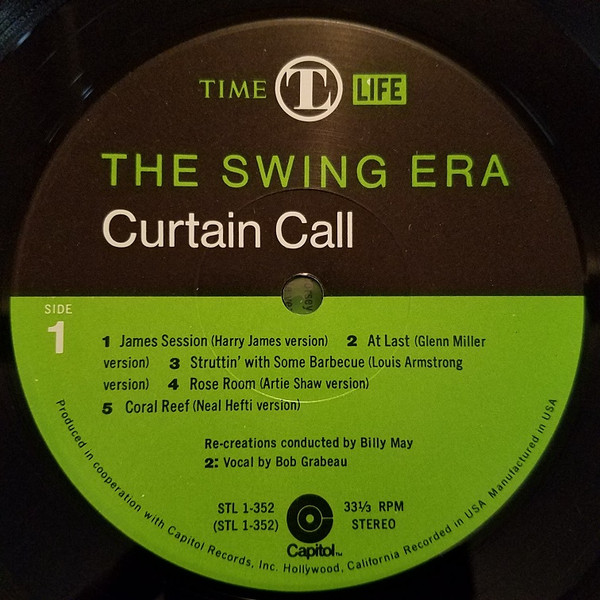 TIME TL LIFE
THE SWING ERA
Curtain Call
SIDE
1
1 James Session (Harry James version) 2 At Last (Glenn Miller
version) 3 Struttin' with Some Barbecue (Louis Armstrong
version) 4 Rose Room (Artie Shaw version)
5 Coral Reef (Neal Hefti version)
Re-creations conducted by Billy May
2: Vocal by Bob Grabeau
STL 1-352 33⅓ RPM
(STL 1-352) STEREO
Capitol™
Produced in cooperation with Capitol Records, Inc. Hollywood, California Recorded in USA Manufactured in USA